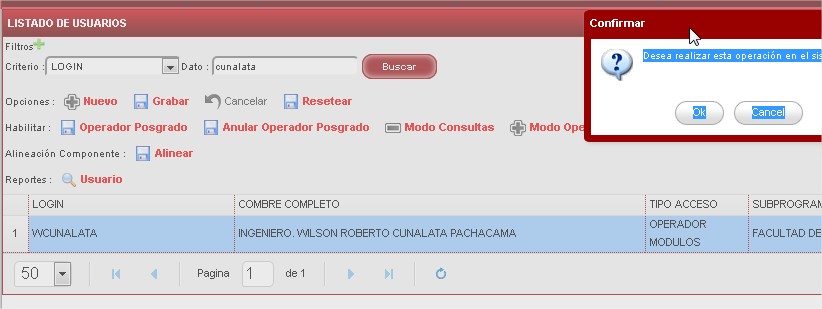 LISTADO DE USUARIOS
Confirmar
Filtros
Criterio : LOGIN Dato : cunalata Buscar
Desea realizar esta operación en el sis
Ok Cancel
Opciones : Nuevo Grabar Cancelar Resetear
Habilitar : Operador Posgrado Anular Operador Posgrado Modo Consultas Modo Ope
Alineación Componente : Alinear
Reportes : Usuario
LOGIN COMBRE COMPLETO TIPO ACCESO SUBPROGRAM
1 WCUNALATA INGENIERO. WILSON ROBERTO CUNALATA PACHACAMA OPERADOR MODULOS FACULTAD DE
50 Pagina 1 de 1